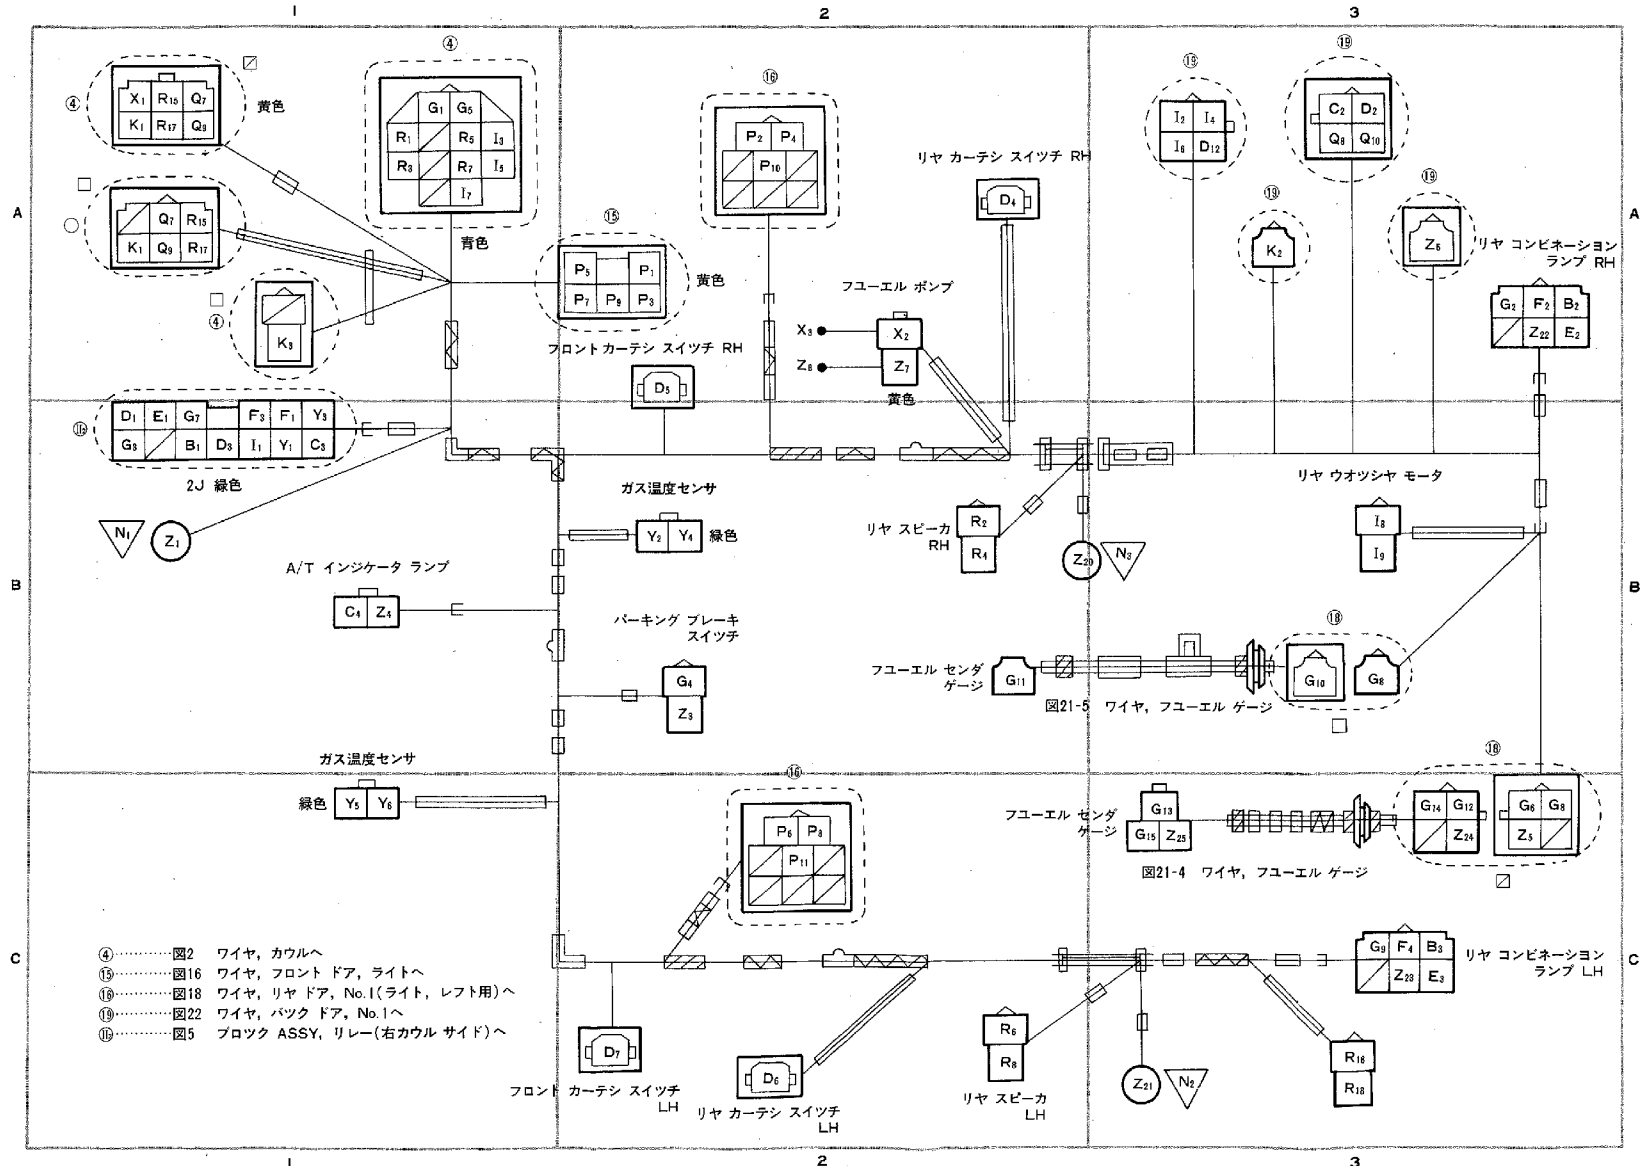 1 2 3
④ ④ ⑯ ⑲ ⑲
X1 R15 Q7
K1 R17 Q9
黄色
④
G1 G5
R1 R5 I3
R3 R7 I5
I7
青色
P2 P4
P10
リヤ カーテシ スイツチ RH
D4
I2 I4
I6 D12
C2 D2
Q8 Q10
A A
Q7 R15
K1 Q9 R17
⑮
P5 P1
P7 P9 P3
黄色
⑲
K2
⑲
Z6
リヤ コンビネーション
ランプ RH
G2 F2 B2
Z22 E2
④
K3
フユーエル ポンプ
X3 X2
Z8 Z7
黄色
フロントカーテシ スイツチ RH
D5
D1 E1 G7 F3 F1 Y3
B1 D3 I1 Y1 C3
2J 緑色
N1
Z1
ガス温度センサ
Y2 Y4
緑色
リヤ スピーカ
RH
R2
R4
Z20
N3
リヤ ウオツシヤ モータ
I8
I9
B B
A/T インジケータ ランプ
C4 Z4
パーキング ブレーキ
スイツチ
G4
Z3
フユーエル センダ
ゲージ
G11
⑱
G10
G8
図21-5 ワイヤ, フユーエル ゲージ
ガス温度センサ
緑色
Y5 Y6
⑯
P6 P8
P11
フユーエル センダ
ゲージ
G13
G15 Z25
⑱
G14 G12
Z24
G6 G8
Z5
図21-4 ワイヤ, フユーエル ゲージ
C C
④………図2 ワイヤ, カウルへ
⑮………図16 ワイヤ, フロント ドア, ライトへ
⑯………図18 ワイヤ, リヤ ドア, No.1(ライト, レフト用)へ
⑲………図22 ワイヤ, バツク ドア, No.1へ
………図5 ブロツク ASSY, リレー(右カウル サイド)へ
G9 F4 B3
Z23 E3
リヤ コンビネーション
ランプ LH
D7
フロント カーテシ スイツチ
LH
D6
リヤ カーテシ スイツチ
LH
R6
R8
リヤ スピーカ
LH
Z21
N2
R16
R18
1 2 3